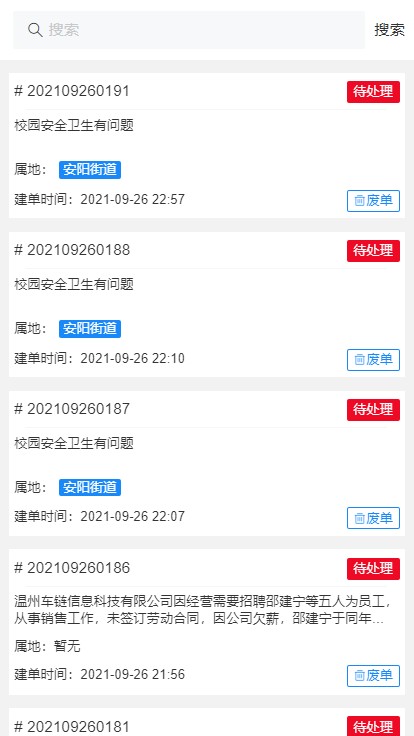 搜索 搜索
# 202109260191 待处理
校园安全卫生有问题
属地： 安阳街道
建单时间：2021-09-26 22:57 废单
# 202109260188 待处理
校园安全卫生有问题
属地： 安阳街道
建单时间：2021-09-26 22:10 废单
# 202109260187 待处理
校园安全卫生有问题
属地： 安阳街道
建单时间：2021-09-26 22:07 废单
# 202109260186 待处理
温州车链信息科技有限公司因经营需要招聘邵建宁等五人为员工，
从事销售工作，未签订劳动合同，因公司欠薪，邵建宁于同年...
属地：暂无
建单时间：2021-09-26 21:56 废单
# 202109260181 待处理